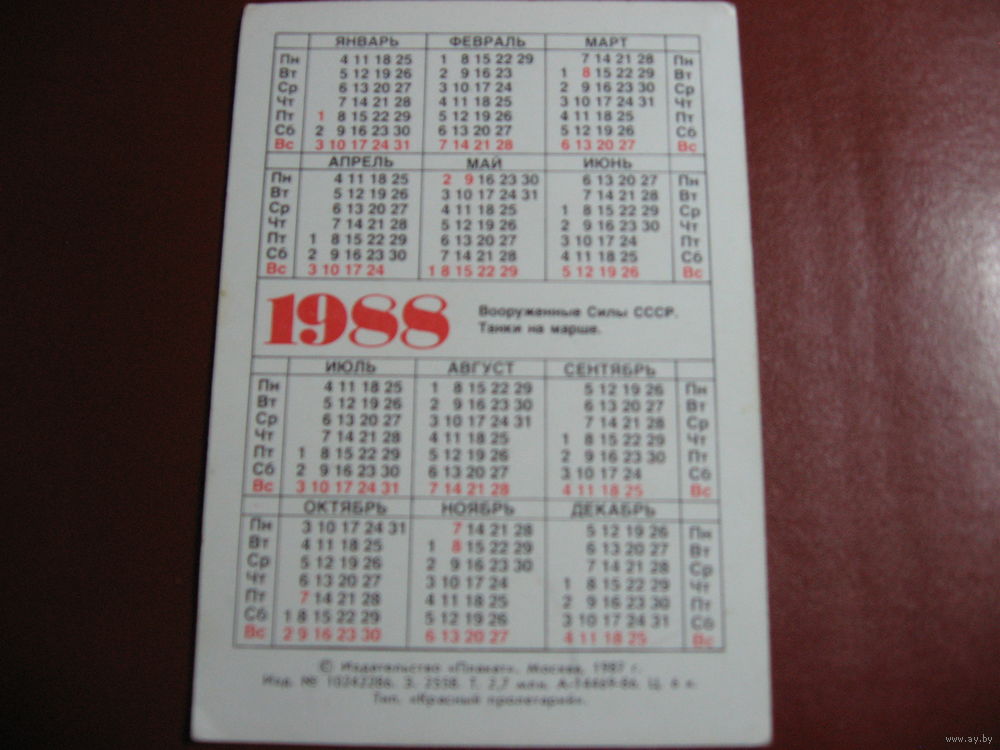 ЯНВАРЬ ФЕВРАЛЬ МАРТ
Пн 4 11 18 25 1 8 15 22 29 7 14 21 28 Пн
Вт 5 12 19 26 2 9 16 23 1 8 15 22 29 Вт
Ср 6 13 20 27 3 10 17 24 2 9 16 23 30 Ср
Чт 7 14 21 28 4 11 18 25 3 10 17 24 31 Чт
Пт 1 8 15 22 29 5 12 19 26 4 11 18 25 Пт
Сб 2 9 16 23 30 6 13 20 27 5 12 19 26 Сб
Вс 3 10 17 24 31 7 14 21 28 6 13 20 27 Вс
АПРЕЛЬ МАЙ ИЮНЬ
Пн 4 11 18 25 2 9 16 23 30 6 13 20 27 Пн
Вт 5 12 19 26 3 10 17 24 31 7 14 21 28 Вт
Ср 6 13 20 27 4 11 18 25 1 8 15 22 29 Ср
Чт 7 14 21 28 5 12 19 26 2 9 16 23 30 Чт
Пт 1 8 15 22 29 6 13 20 27 3 10 17 24 Пт
Сб 2 9 16 23 30 7 14 21 28 4 11 18 25 Сб
Вс 3 10 17 24 1 8 15 22 29 5 12 19 26 Вс
1988 Вооруженные Силы СССР.
Танки на марше.
ИЮЛЬ АВГУСТ СЕНТЯБРЬ
Пн 4 11 18 25 1 8 15 22 29 5 12 19 26 Пн
Вт 5 12 19 26 2 9 16 23 30 6 13 20 27 Вт
Ср 6 13 20 27 3 10 17 24 31 7 14 21 28 Ср
Чт 7 14 21 28 4 11 18 25 1 8 15 22 29 Чт
Пт 1 8 15 22 29 5 12 19 26 2 9 16 23 30 Пт
Сб 2 9 16 23 30 6 13 20 27 3 10 17 24 Сб
Вс 3 10 17 24 31 7 14 21 28 4 11 18 25 Вс
ОКТЯБРЬ НОЯБРЬ ДЕКАБРЬ
Пн 3 10 17 24 31 7 14 21 28 5 12 19 26 Пн
Вт 4 11 18 25 1 8 15 22 29 6 13 20 27 Вт
Ср 5 12 19 26 2 9 16 23 30 7 14 21 28 Ср
Чт 6 13 20 27 3 10 17 24 1 8 15 22 29 Чт
Пт 7 14 21 28 4 11 18 25 2 9 16 23 30 Пт
Сб 1 8 15 22 29 5 12 19 26 3 10 17 24 31 Сб
Вс 2 9 16 23 30 6 13 20 27 4 11 18 25 Вс
© Издательство «Плакат». Москва, 1987 г.
Изд. № 10242286. З. 2558. Т. 2,7 млн. А-14469-86. Ц. 6 к.
Тип. «Красный пролетарий».
www.ay.by